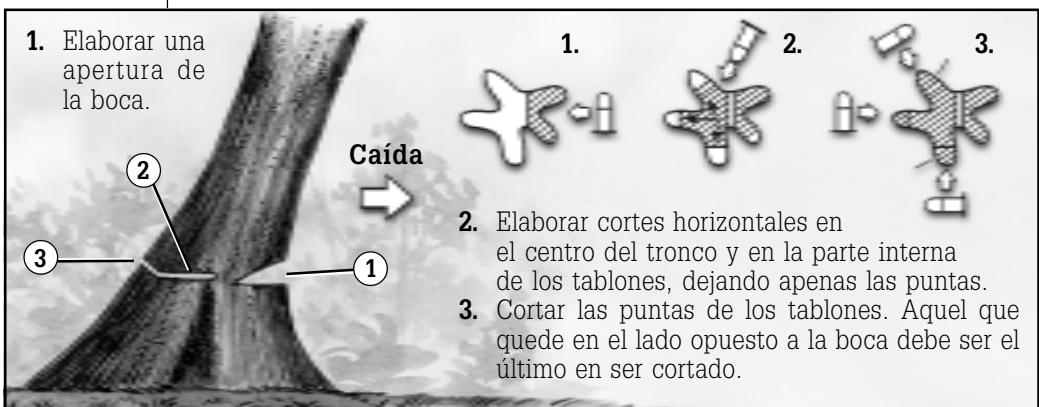 1. Elaborar una
apertura de
la boca.
2
3
1
Caída
1.
2.
3.
2. Elaborar cortes horizontales en
el centro del tronco y en la parte interna
de los tablones, dejando apenas las puntas.
3. Cortar las puntas de los tablones. Aquel que
quede en el lado opuesto a la boca debe ser el
último en ser cortado.